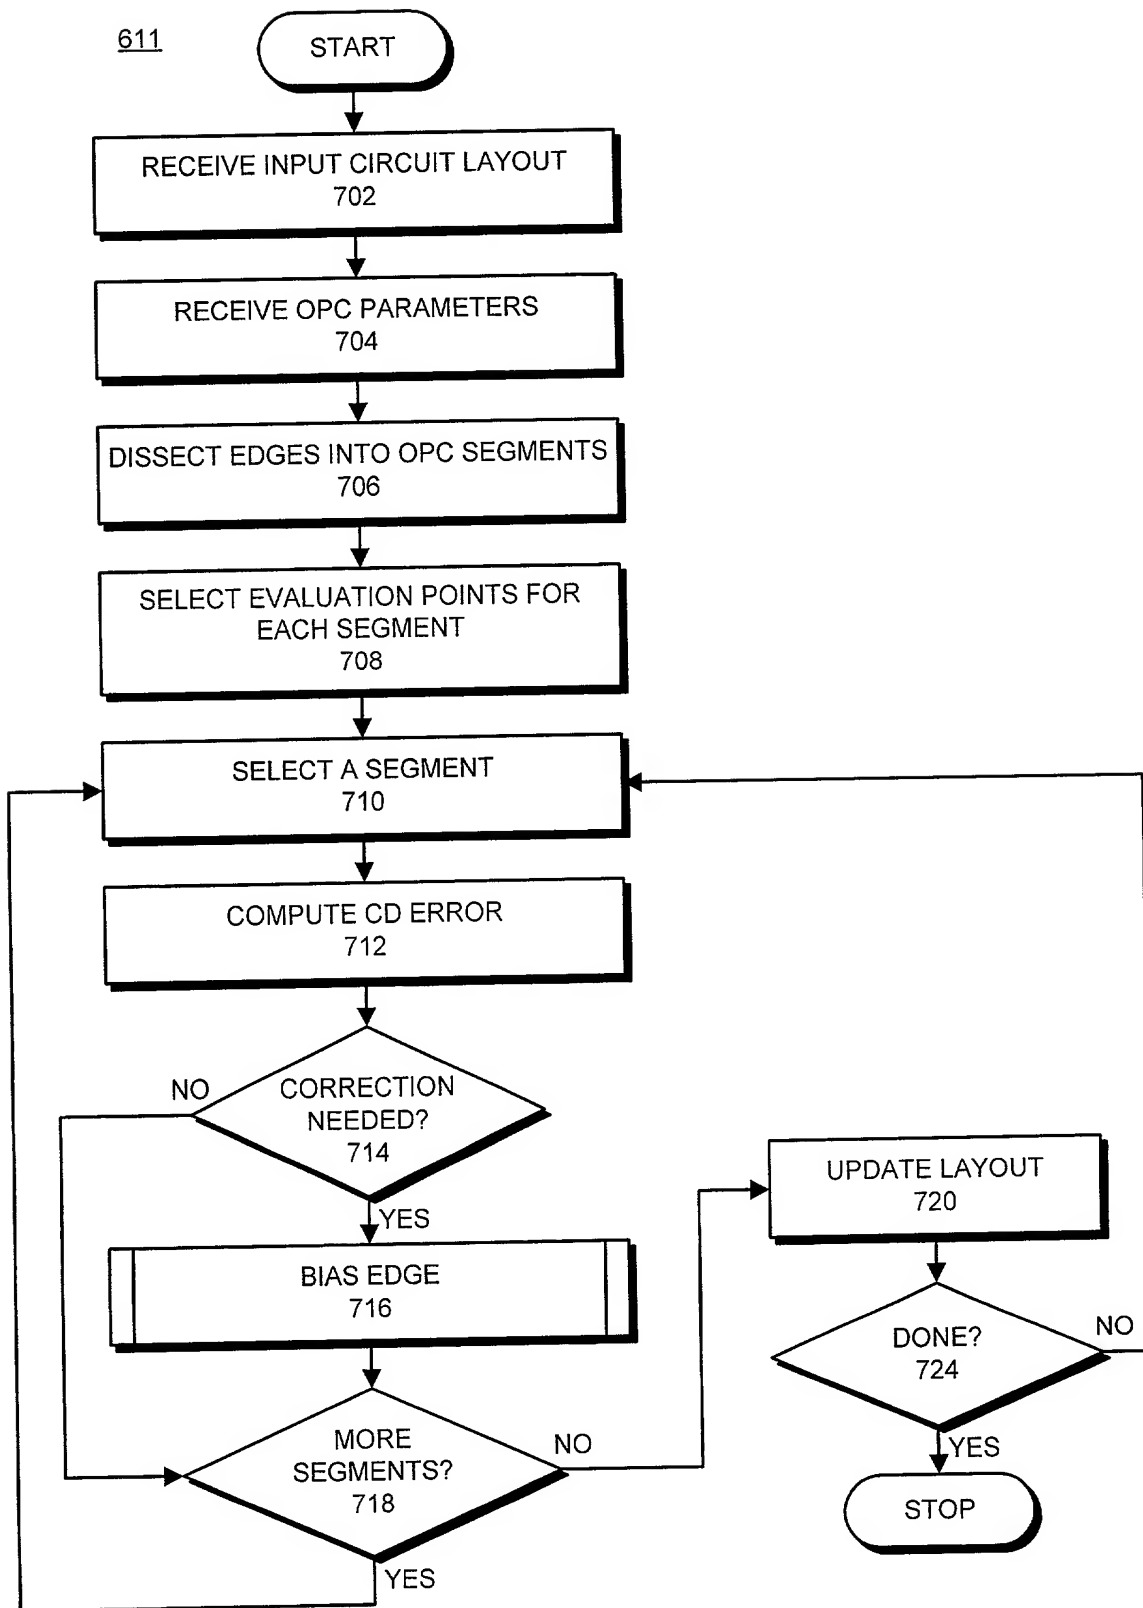 611
START
RECEIVE INPUT CIRCUIT LAYOUT
702
RECEIVE OPC PARAMETERS
704
DISSECT EDGES INTO OPC SEGMENTS
706
SELECT EVALUATION POINTS FOR
EACH SEGMENT
708
SELECT A SEGMENT
710
COMPUTE CD ERROR
712
NO
CORRECTION
NEEDED?
714
YES
BIAS EDGE
716
MORE
SEGMENTS?
718
NO
YES
UPDATE LAYOUT
720
DONE?
724
NO
YES
STOP